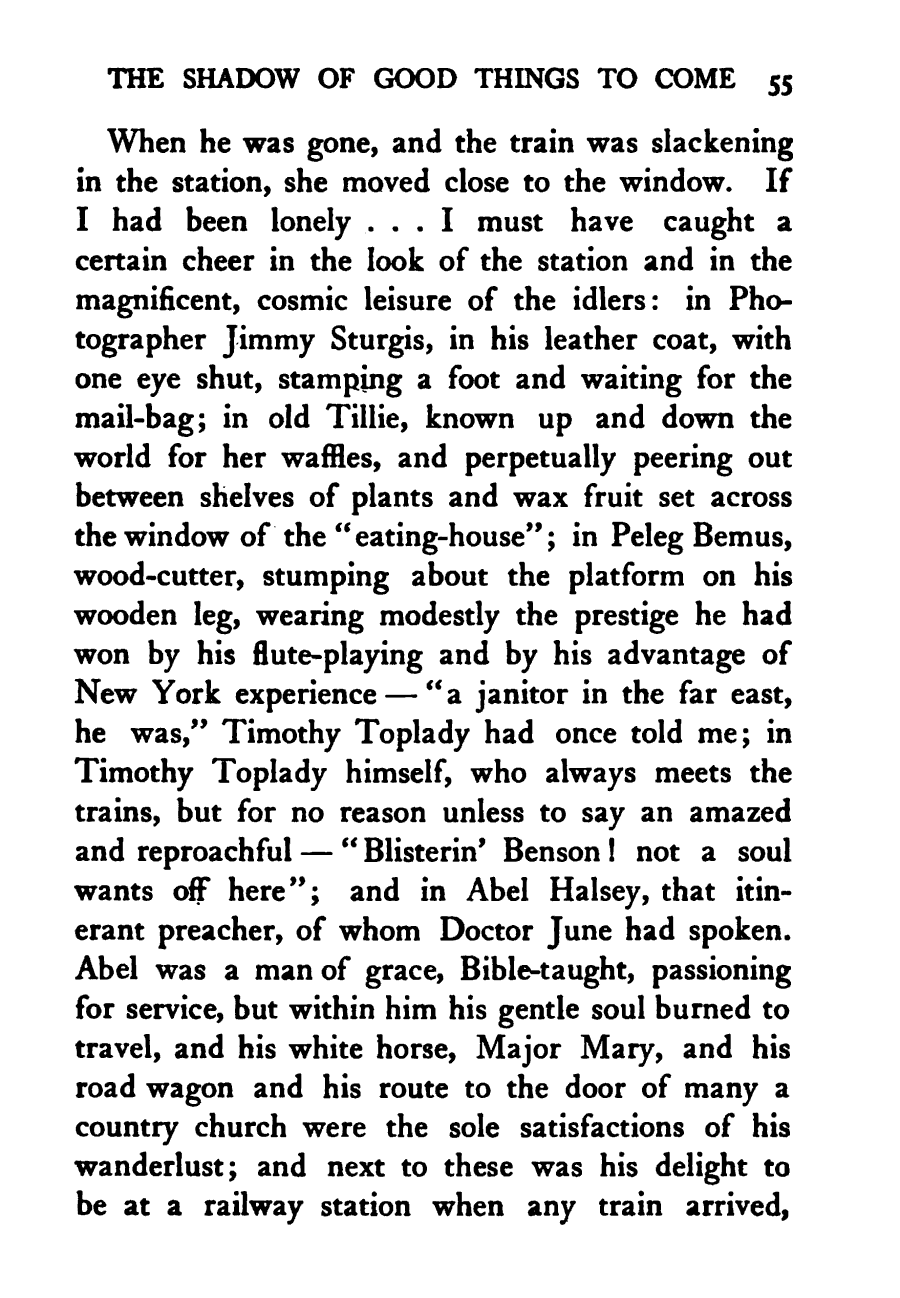 THE SHADOW OF GOOD THINGS TO COME 55
When he was gone, and the train was slackening
in the station, she moved close to the window. If
I had been lonely . . . I must have caught a
certain cheer in the look of the station and in the
magnificent, cosmic leisure of the idlers: in Pho-
tographer Jimmy Sturgis, in his leather coat, with
one eye shut, stamping a foot and waiting for the
mail-bag; in old Tillie, known up and down the
world for her waffles, and perpetually peering out
between shelves of plants and wax fruit set across
the window of the "eating-house"; in Peleg Bemus,
wood-cutter, stumping about the platform on his
wooden leg, wearing modestly the prestige he had
won by his flute-playing and by his advantage of
New York experience — "a janitor in the far east,
he was," Timothy Toplady had once told me; in
Timothy Toplady himself, who always meets the
trains, but for no reason unless to say an amazed
and reproachful — "Blisterin' Benson! not a soul
wants off here"; and in Abel Halsey, that itin-
erant preacher, of whom Doctor June had spoken.
Abel was a man of grace, Bible-taught, passioning
for service, but within him his gentle soul burned to
travel, and his white horse, Major Mary, and his
road wagon and his route to the door of many a
country church were the sole satisfactions of his
wanderlust; and next to these was his delight to
be at a railway station when any train arrived,